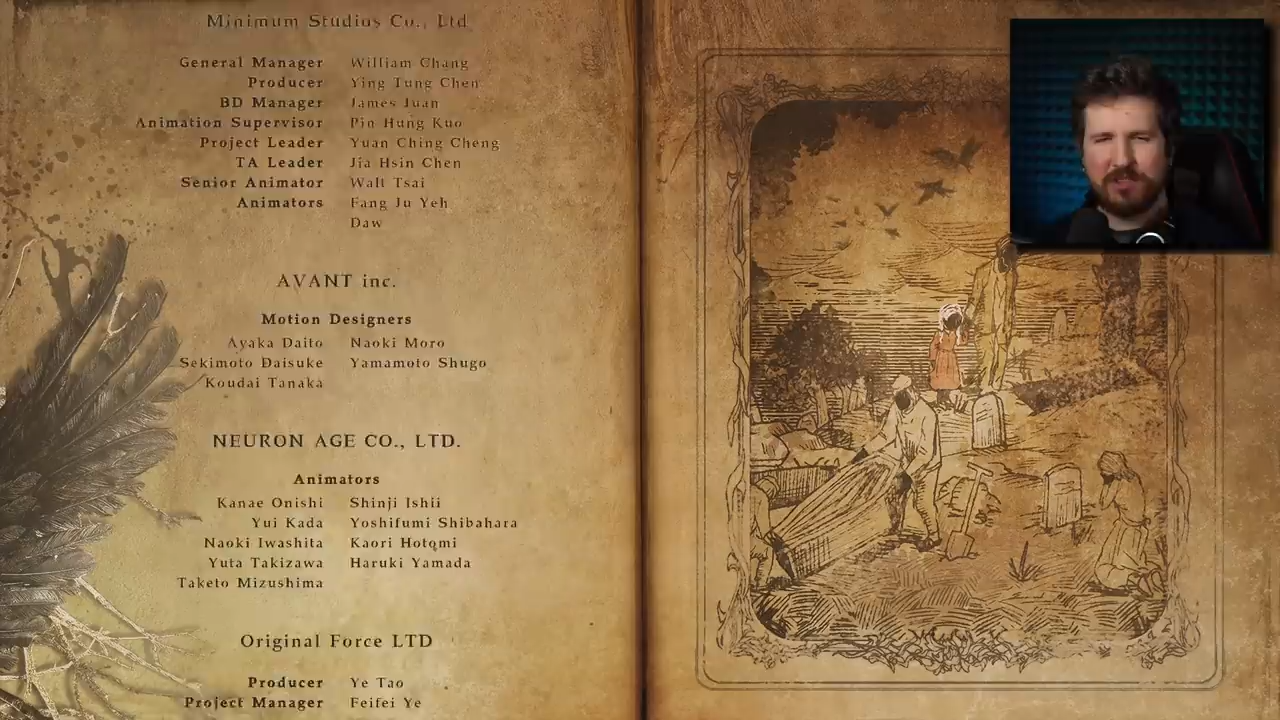 Minimum Studios Co., Ltd
General Manager William Chang
Producer Ying Tung Chen
BD Manager James Juan
Animation Supervisor Pin Hung Kuo
Project Leader Yuan Ching Cheng
TA Leader Jia Hsin Chen
Senior Animator Walt Tsai
Animators Fang Ju Yeh
Daw
AVANT inc.
Motion Designers
Ayaka Daito Naoki Moro
Sekimoto Daisuke Yamamoto Shugo
Koudai Tanaka
NEURON AGE CO., LTD.
Animators
Kanae Onishi Shinji Ishii
Yui Kada Yoshifumi Shibahara
Naoki Iwashita Kaori Hotomi
Yuta Takizawa Haruki Yamada
Taketo Mizushima
Original Force LTD
Producer Ye Tao
Project Manager Feifei Ye